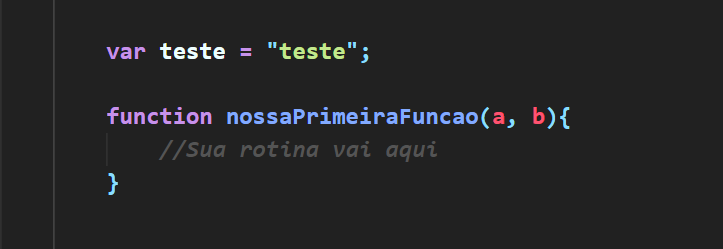 var teste = "teste";
function nossaPrimeiraFuncao(a, b){
//Sua rotina vai aqui
}